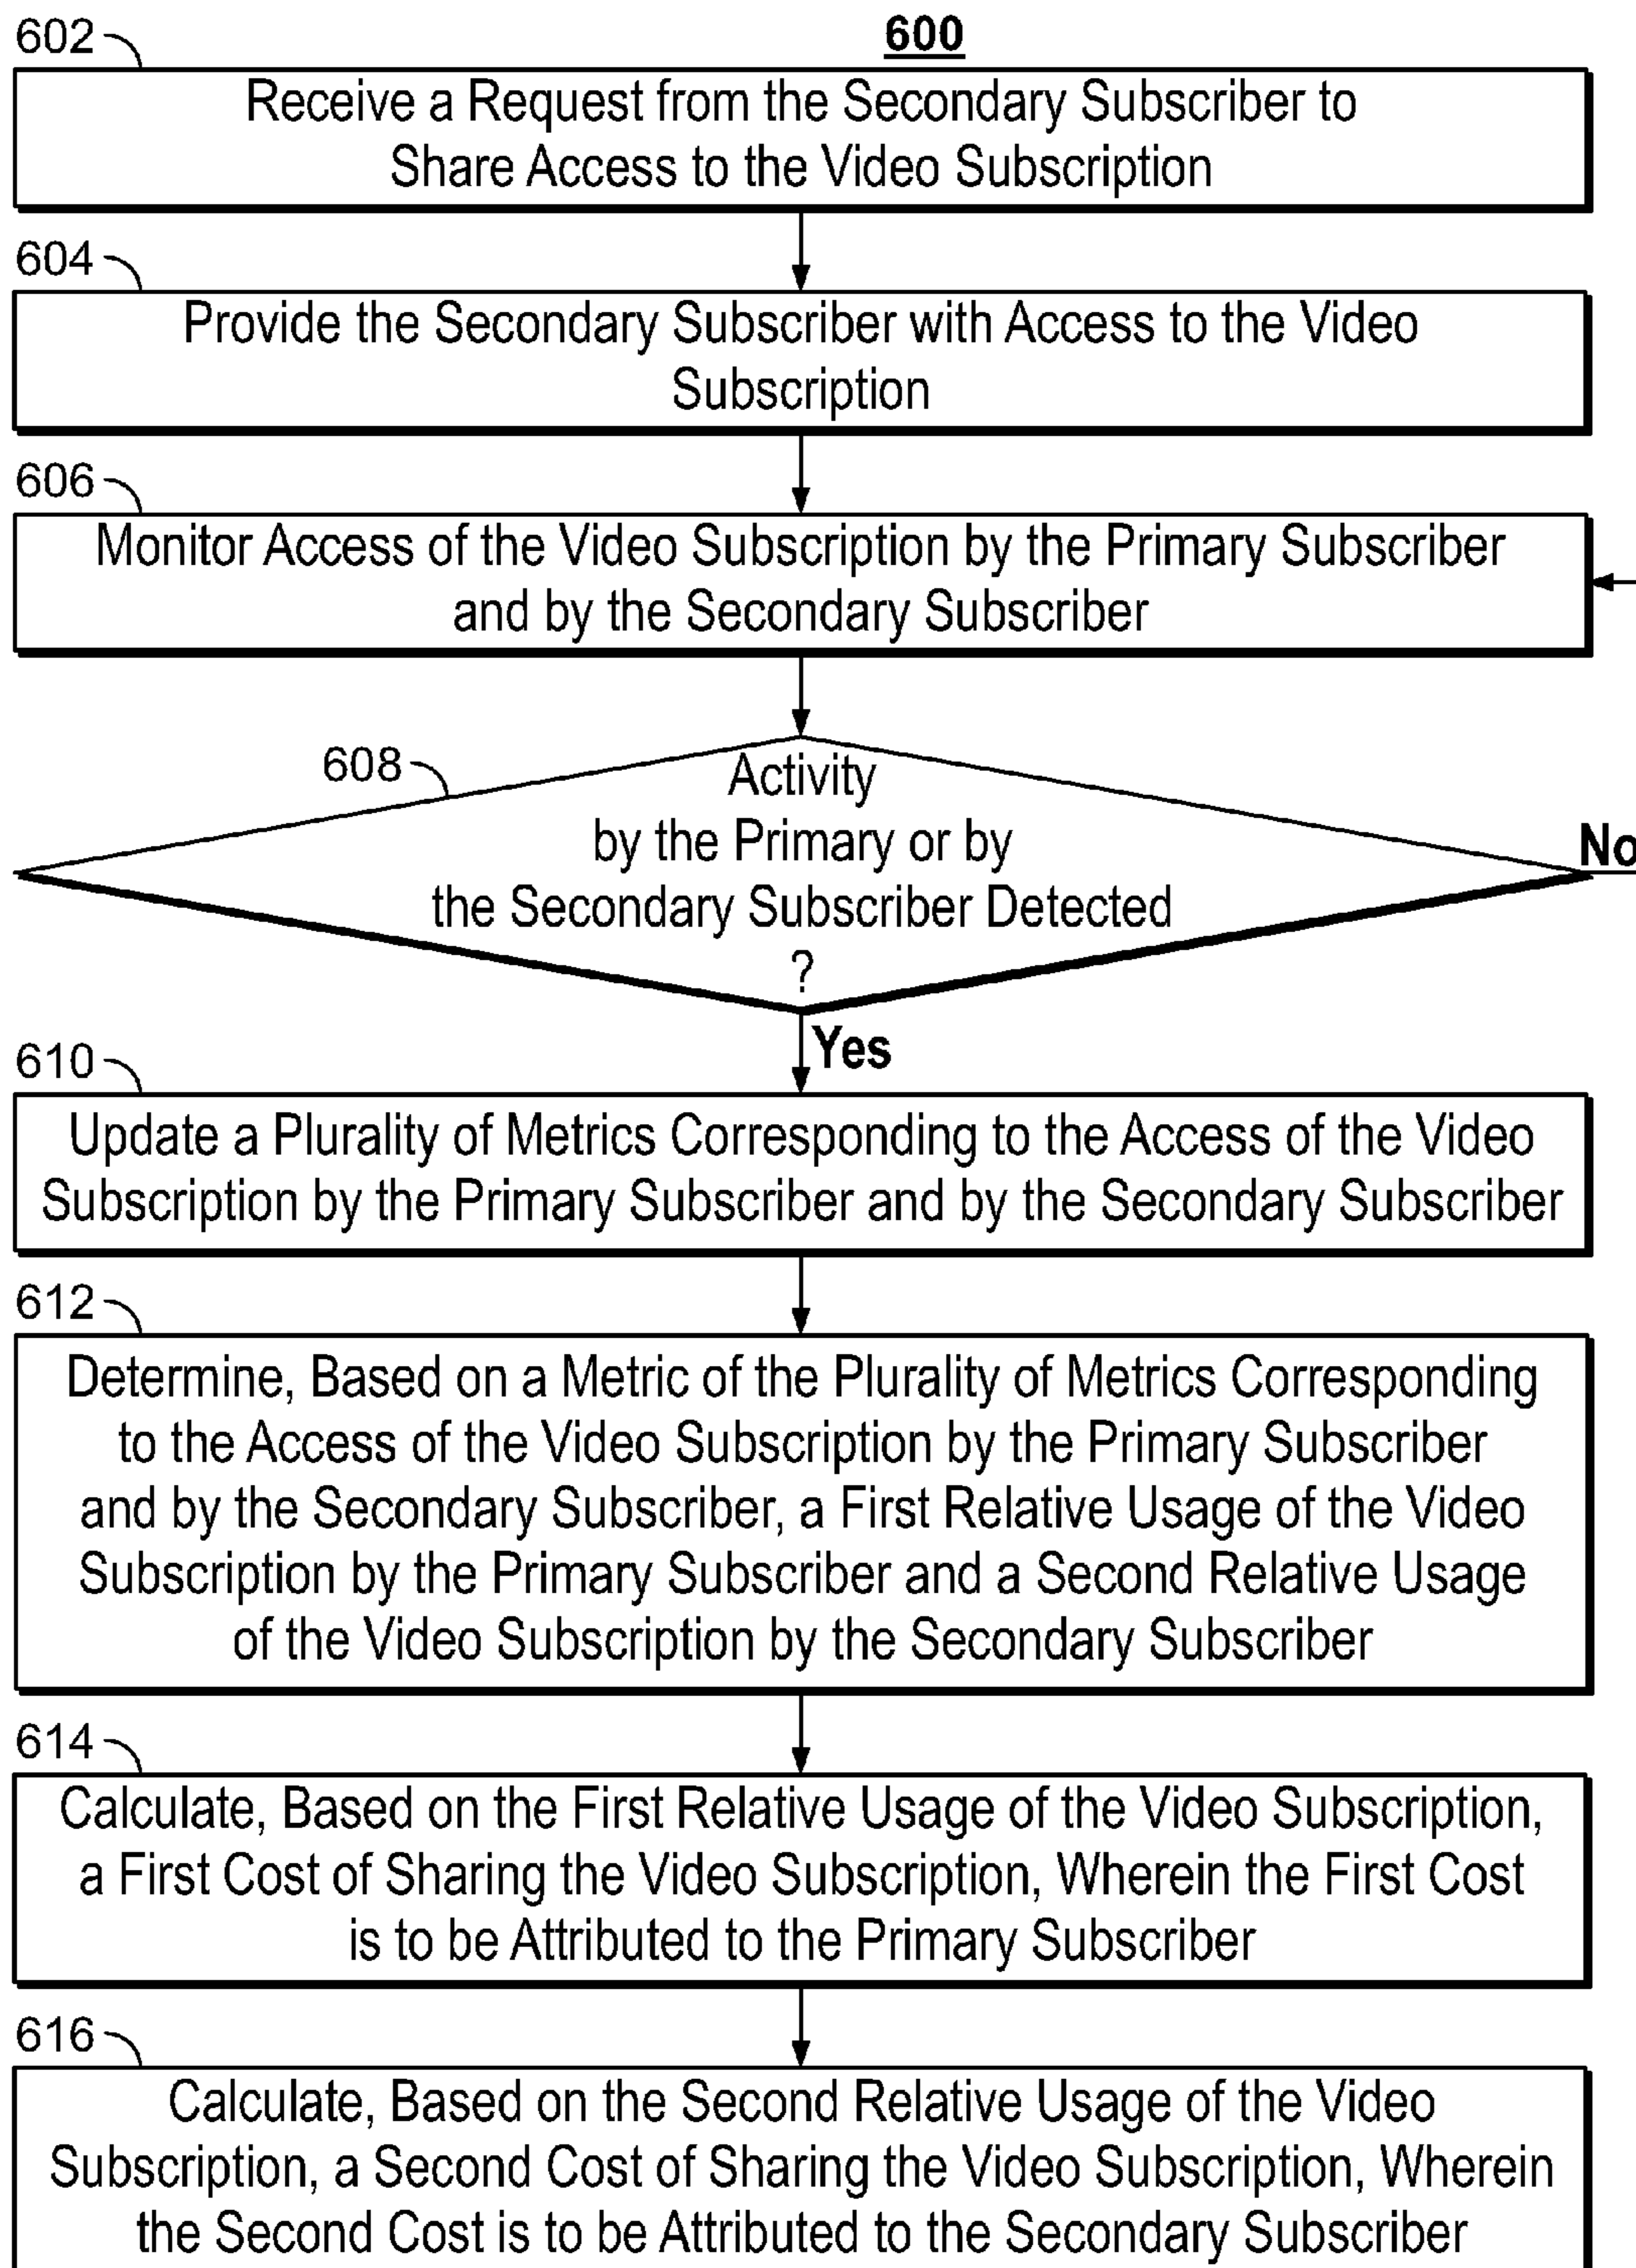 600
602
Receive a Request from the Secondary Subscriber to
Share Access to the Video Subscription
604
Provide the Secondary Subscriber with Access to the Video
Subscription
606
Monitor Access of the Video Subscription by the Primary Subscriber
and by the Secondary Subscriber
608
Activity
by the Primary or by
the Secondary Subscriber Detected
?
No
Yes
610
Update a Plurality of Metrics Corresponding to the Access of the Video
Subscription by the Primary Subscriber and by the Secondary Subscriber
612
Determine, Based on a Metric of the Plurality of Metrics Corresponding
to the Access of the Video Subscription by the Primary Subscriber
and by the Secondary Subscriber, a First Relative Usage of the Video
Subscription by the Primary Subscriber and a Second Relative Usage
of the Video Subscription by the Secondary Subscriber
614
Calculate, Based on the First Relative Usage of the Video Subscription,
a First Cost of Sharing the Video Subscription, Wherein the First Cost
is to be Attributed to the Primary Subscriber
616
Calculate, Based on the Second Relative Usage of the Video
Subscription, a Second Cost of Sharing the Video Subscription, Wherein
the Second Cost is to be Attributed to the Secondary Subscriber